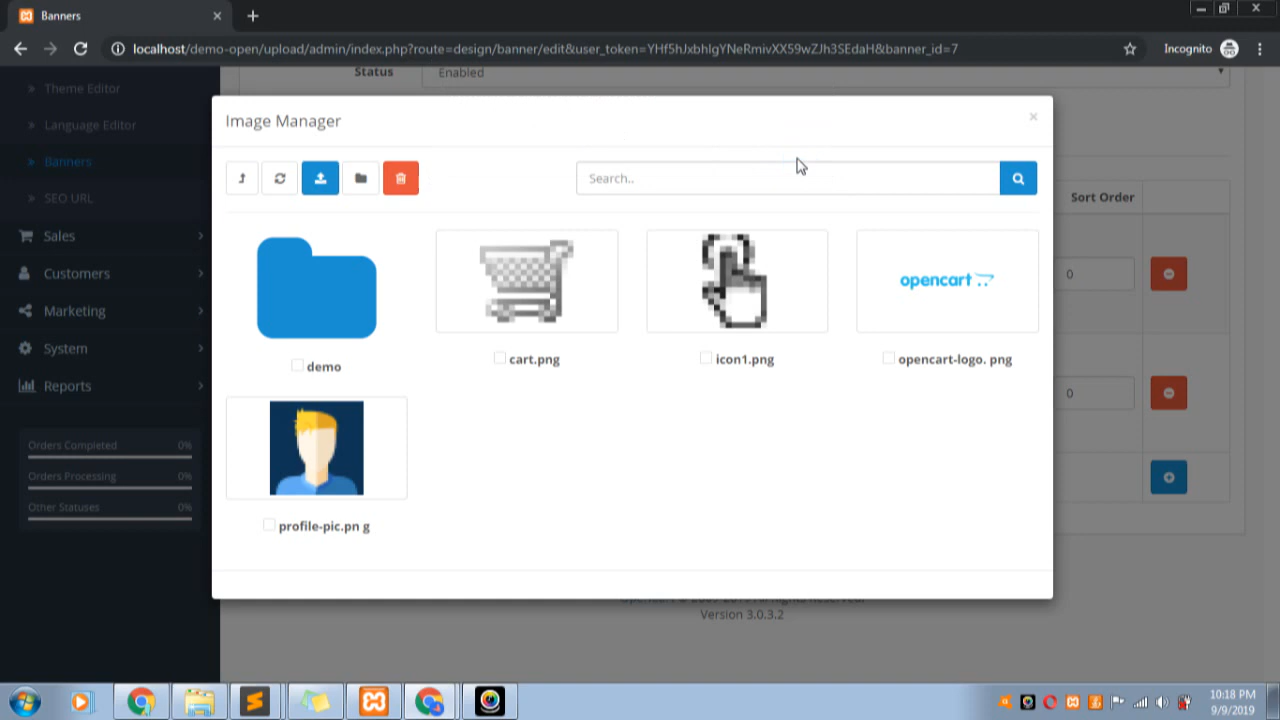 Banners
localhost/demo-open/upload/admin/index.php?route=design/banner/edit&user_token=YHf5hJxbhlgYNeRmivXX59wZJh3SEdaH&banner_id=7
Incognito
Theme Editor
Language Editor
Banners
SEO URL
Sales
Customers
Marketing
System
Reports
Orders Completed 0%
Orders Processing 0%
Other Statuses 0%
Status
Enabled
Image Manager
×
Search..
Sort Order
0
0
opencart
demo
cart.png
icon1.png
opencart-logo. png
profile-pic.pn g
Version 3.0.3.2
10:18 PM
9/9/2019